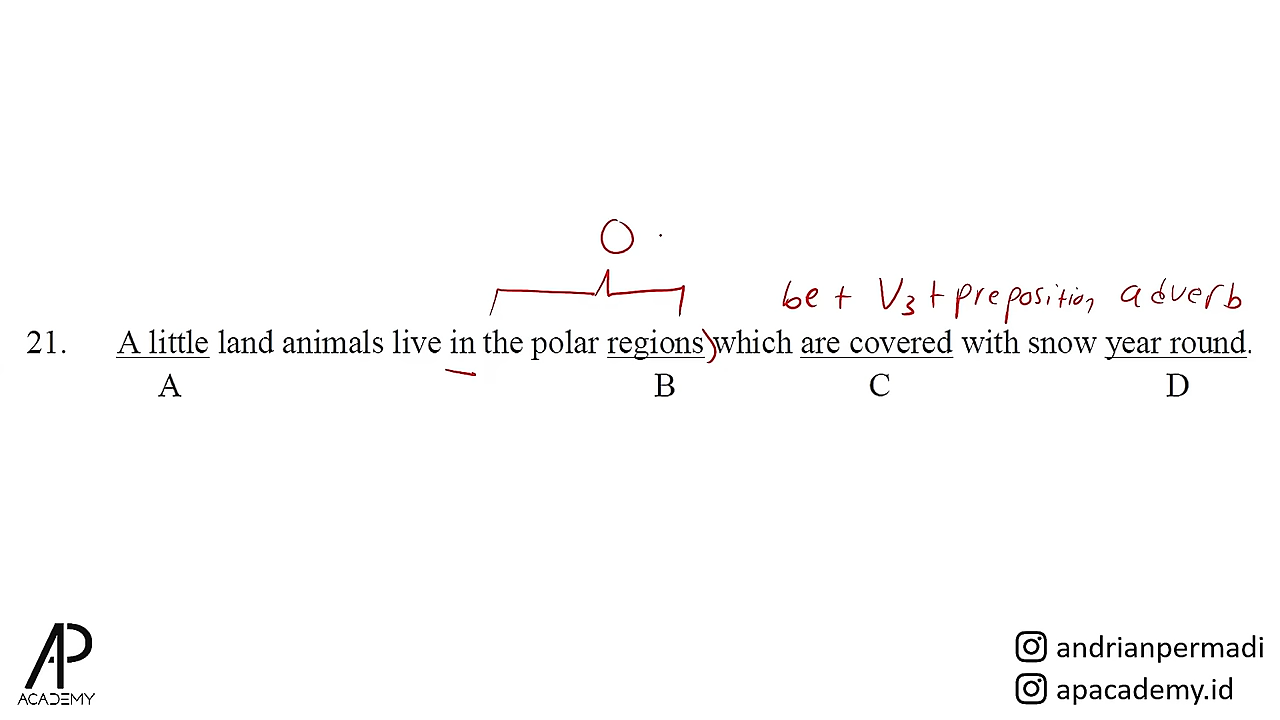 O
be + V3 + preposition adverb
21. A little land animals live in the polar regions) which are covered with snow year round.
A B C D
AP
ACADEMY
andrianpermadi
apacademy.id